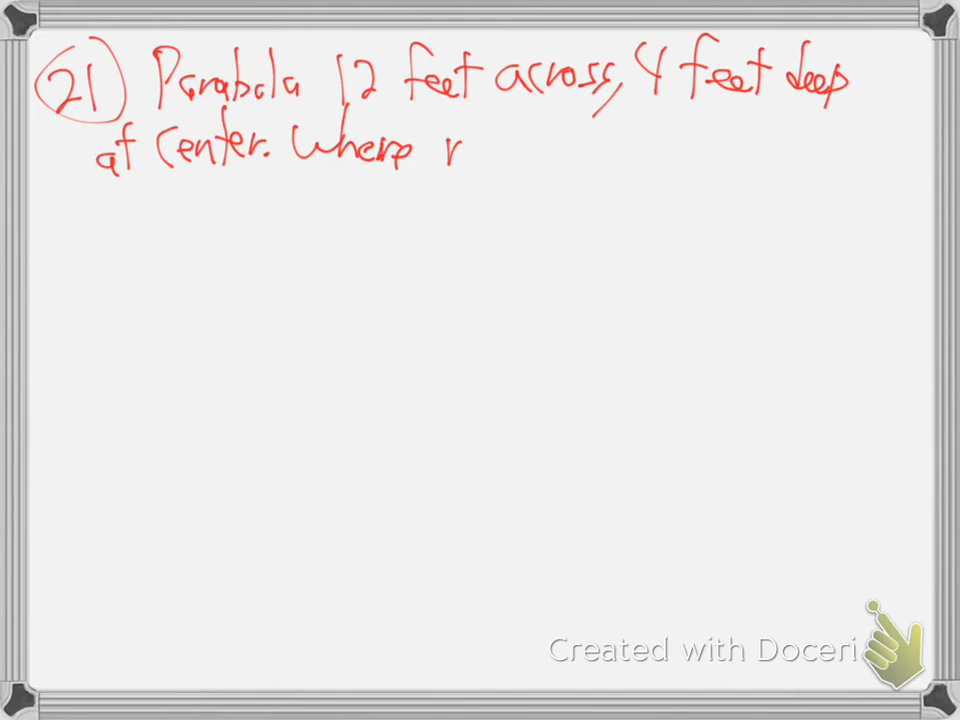 21) Parabola 12 feet across, 4 feet deep
at center. Where r
Created with Doceri